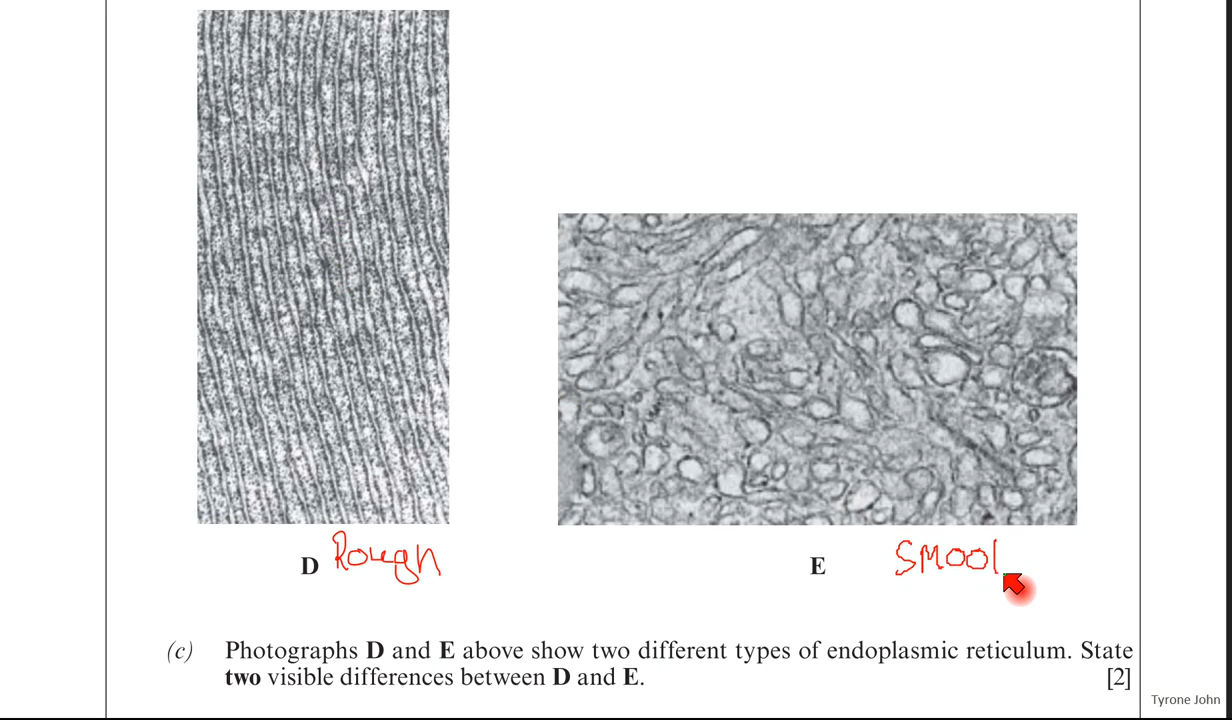 D Rough
E SMOOl
(c) Photographs D and E above show two different types of endoplasmic reticulum. State
two visible differences between D and E. [2]
Tyrone John